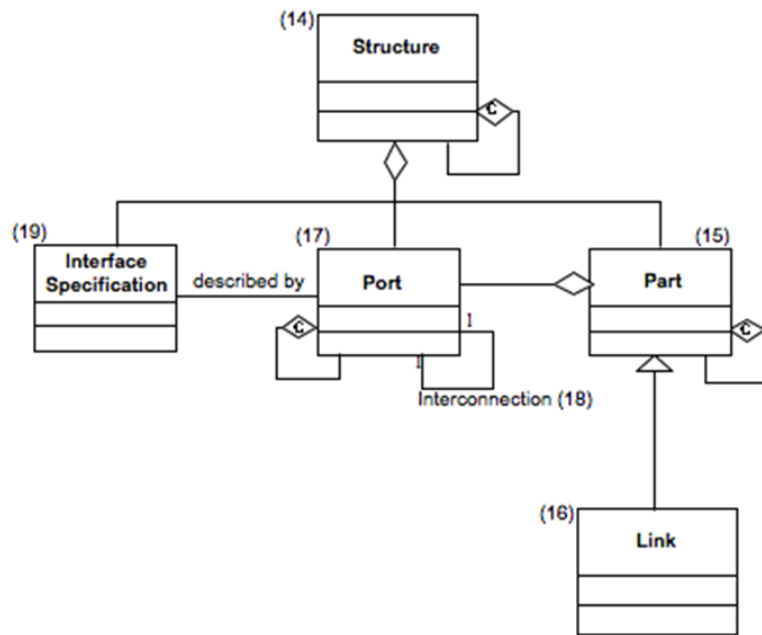 (14)
Structure
C
(19)
Interface
Specification
described by
(17)
Port
C
1
1
Interconnection (18)
(15)
Part
C
(16)
Link